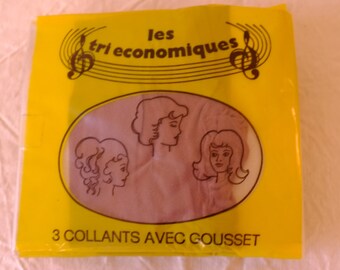 les
tri economiques
3 COLLANTS AVEC GOUSSET